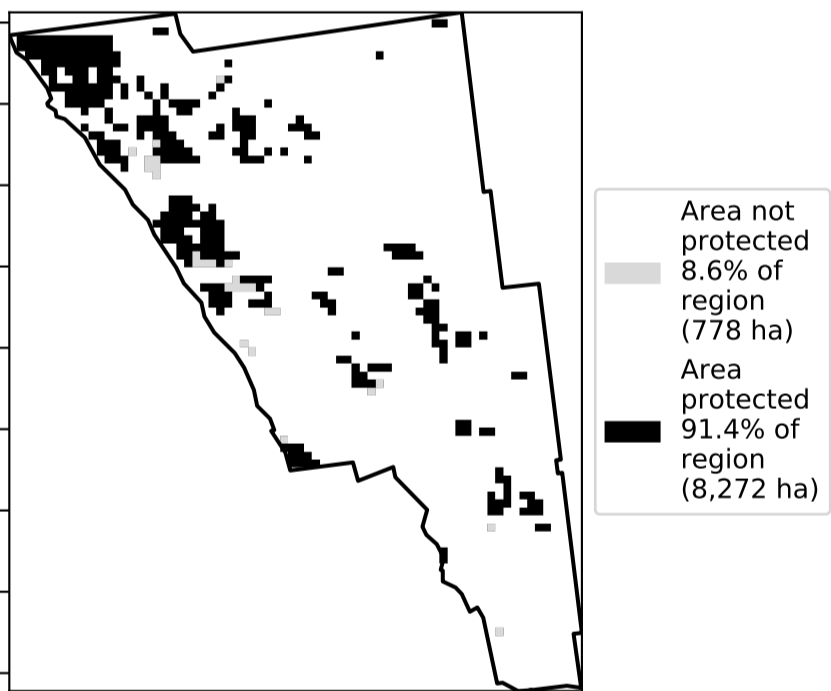 Area not
protected
8.6% of
region
(778 ha)
Area
protected
91.4% of
region
(8,272 ha)